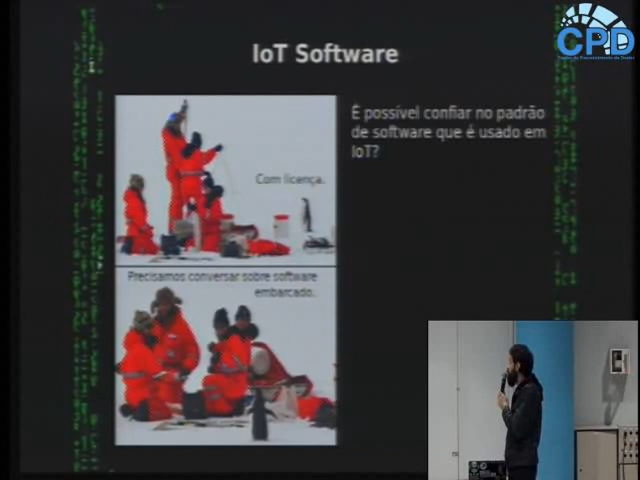 CPD
IoT Software
É possível confiar no padrão
de software que é usado em
IoT?
Com licença.
Precisamos conversar sobre software
embarcado.